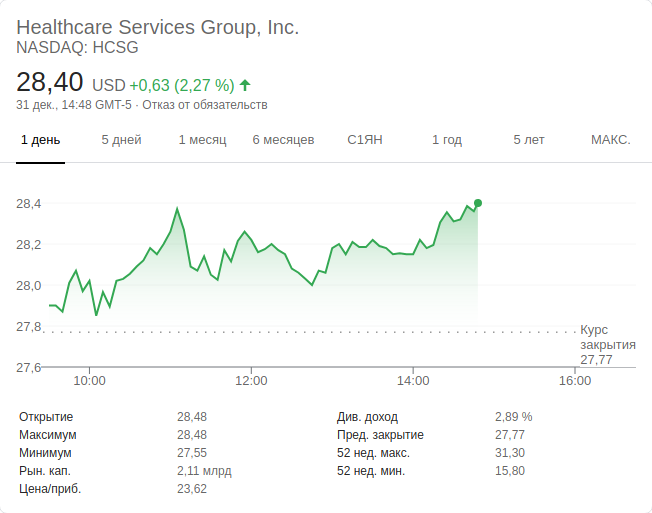 Healthcare Services Group, Inc.
NASDAQ: HCSG
28,40 USD +0,63 (2,27 %)
31 дек., 14:48 GMT-5 · Отказ от обязательств
1 день 5 дней 1 месяц 6 месяцев С1ЯН 1 год 5 лет МАКС.
28,4
28,2
28,0
27,8
Курс
закрытия
27,77
27,6
10:00 12:00 14:00 16:00
Открытие 28,48 Див. доход 2,89 %
Максимум 28,48 Пред. закрытие 27,77
Минимум 27,55 52 нед. макс. 31,30
Рын. кап. 2,11 млрд 52 нед. мин. 15,80
Цена/приб. 23,62